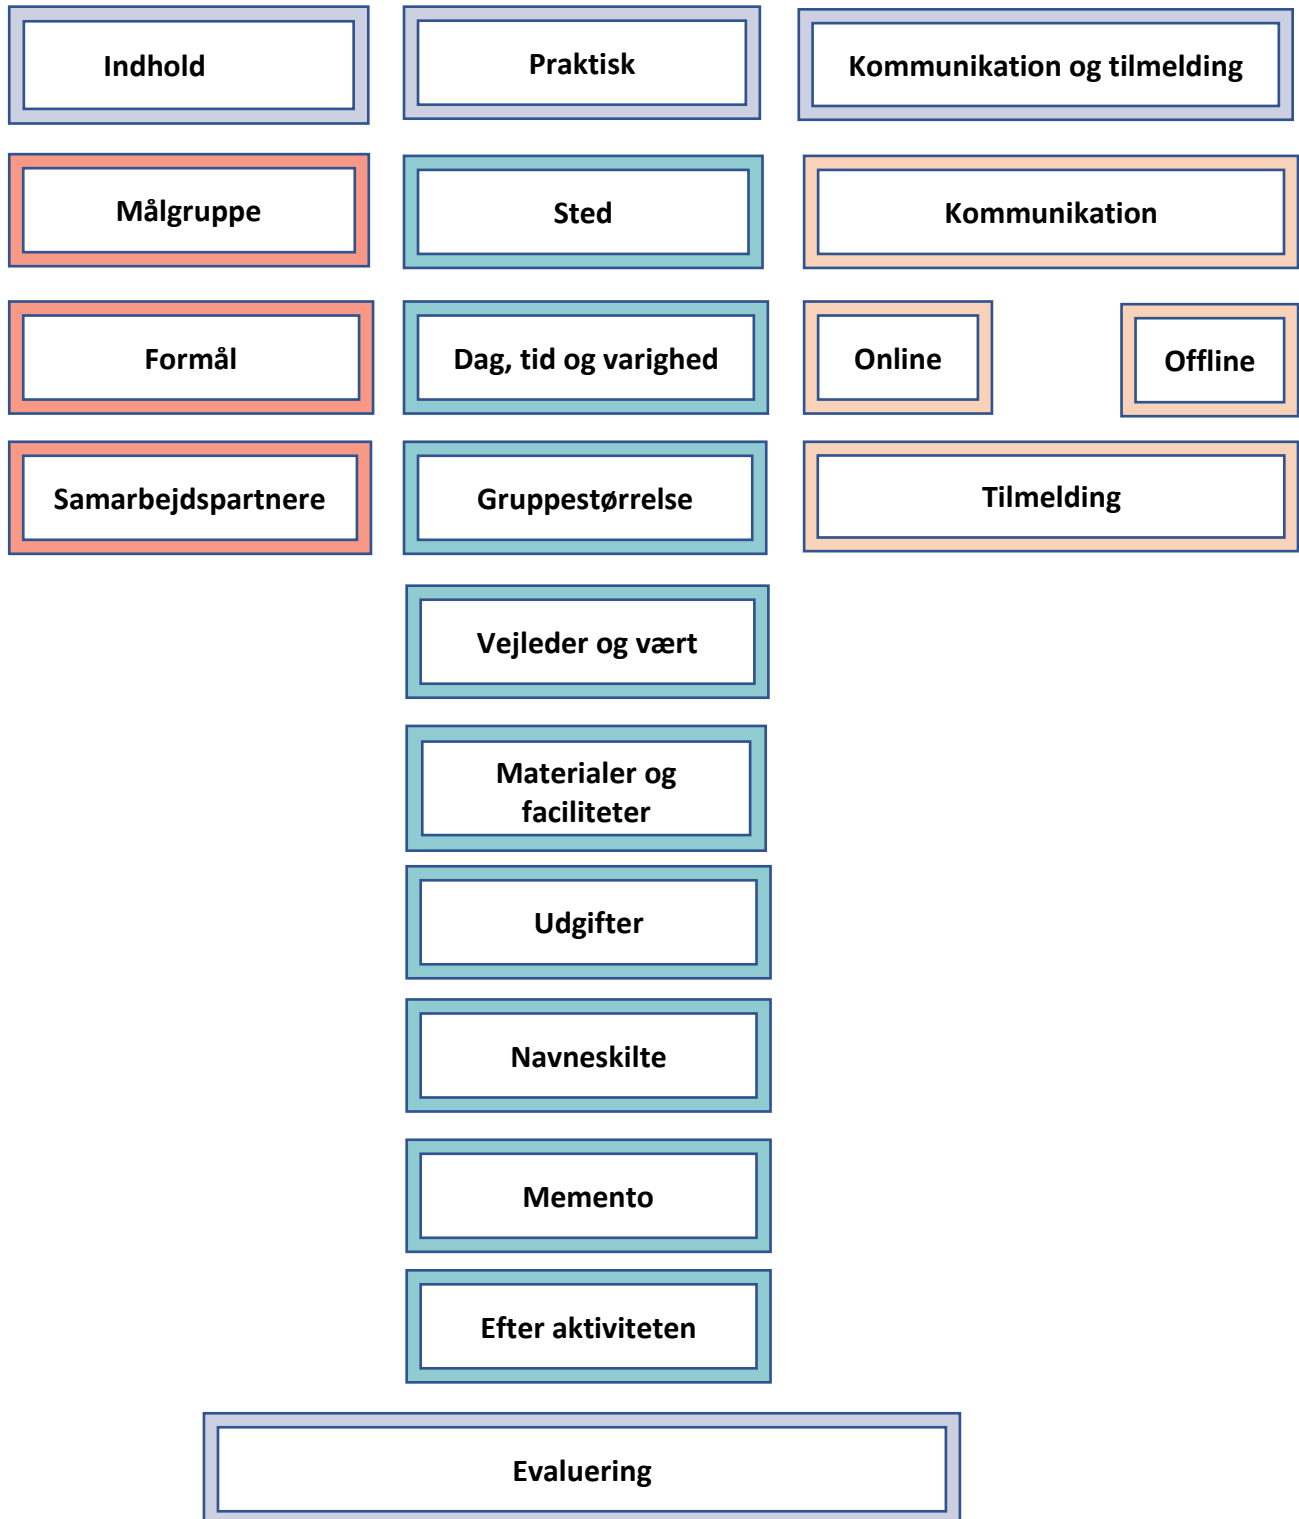 Indhold
Praktisk
Kommunikation og tilmelding
Målgruppe
Sted
Kommunikation
Formål
Dag, tid og varighed
Online
Offline
Samarbejdspartnere
Gruppestørrelse
Tilmelding
Vejleder og vært
Materialer og
faciliteter
Udgifter
Navneskilte
Memento
Efter aktiviteten
Evaluering